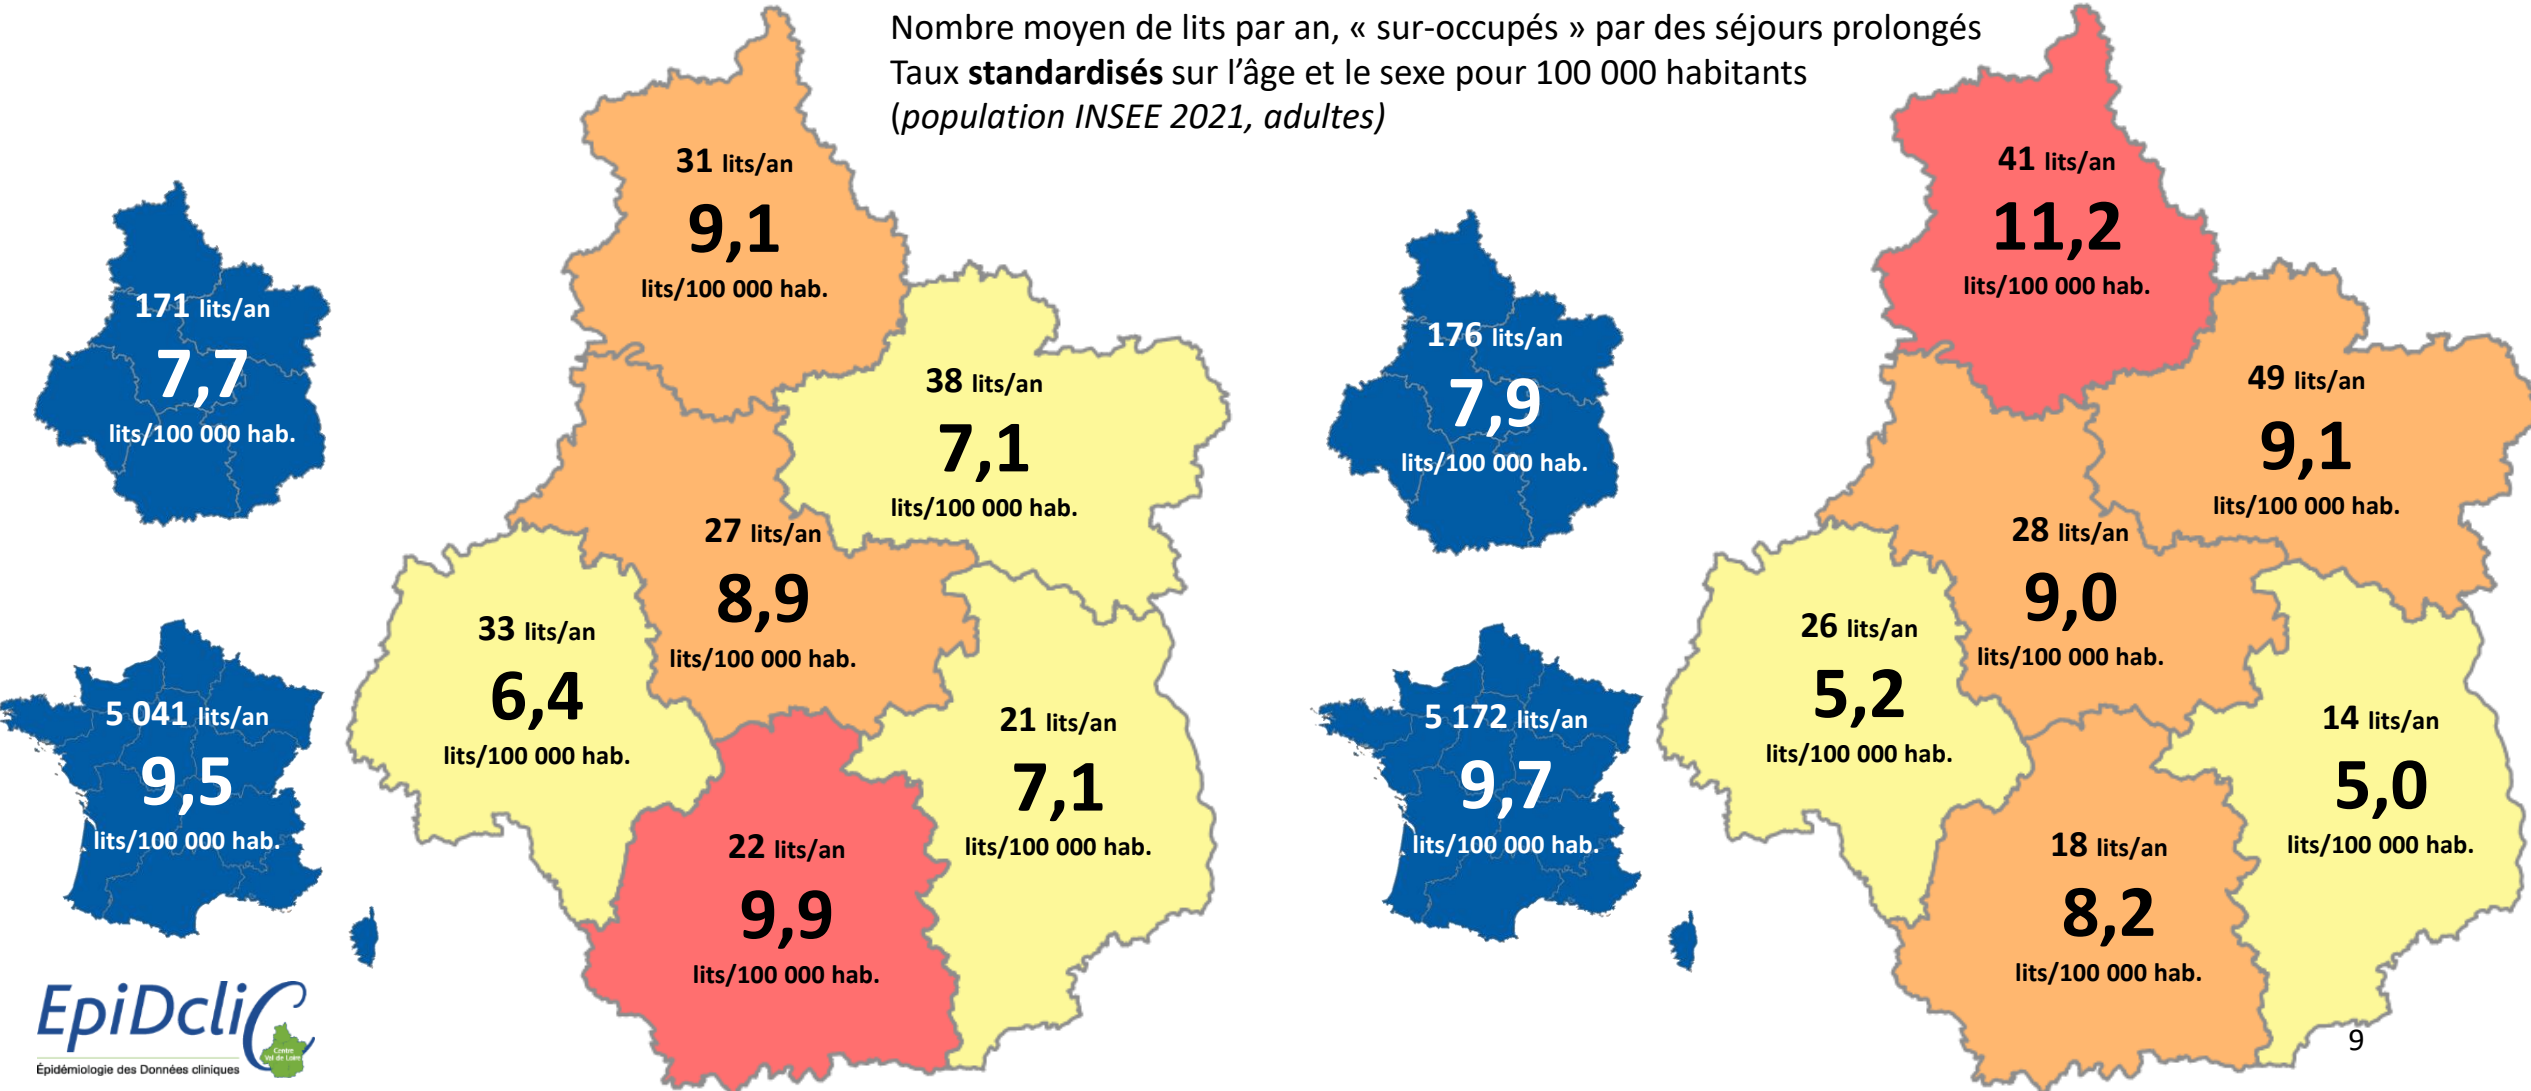 Nombre moyen de lits par an, « sur-occupés » par des séjours prolongés
Taux standardisés sur l’âge et le sexe pour 100 000 habitants
(population INSEE 2021, adultes)
171 lits/an
7,7
lits/100 000 hab.
5 041 lits/an
9,5
lits/100 000 hab.
31 lits/an
9,1
lits/100 000 hab.
38 lits/an
7,1
lits/100 000 hab.
27 lits/an
8,9
lits/100 000 hab.
33 lits/an
6,4
lits/100 000 hab.
21 lits/an
7,1
lits/100 000 hab.
22 lits/an
9,9
lits/100 000 hab.
176 lits/an
7,9
lits/100 000 hab.
5 172 lits/an
9,7
lits/100 000 hab.
41 lits/an
11,2
lits/100 000 hab.
49 lits/an
9,1
lits/100 000 hab.
28 lits/an
9,0
lits/100 000 hab.
26 lits/an
5,2
lits/100 000 hab.
14 lits/an
5,0
lits/100 000 hab.
18 lits/an
8,2
lits/100 000 hab.
EpiDcliC
Centre
Val de Loire
Épidémiologie des Données cliniques
9